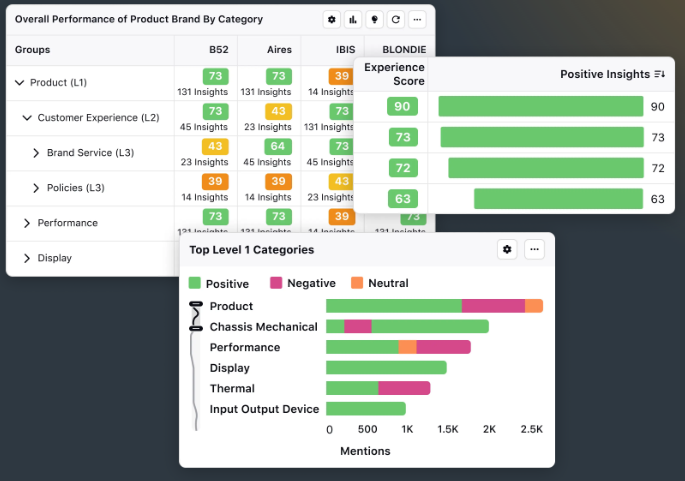 Overall Performance of Product Brand By Category
Groups B52 Aires IBIS BLONDIE
Product (L1) 73 73 39
131 Insights 131 Insights 14 Insights
Customer Experience (L2) 73 43 73
45 Insights 23 Insights 131 Insights
Brand Service (L3) 43 64 73
23 Insights 45 Insights 45 Insights
Policies (L3) 39 39 43
14 Insights 14 Insights 23 Insights
Performance 73 73 39 73
131 Insights 131 Insights 14 Insights 131 Insights
Display
Experience
Score Positive Insights
90 90
73 73
72 72
63 63
Top Level 1 Categories
Positive Negative Neutral
Product
Chassis Mechanical
Performance
Display
Thermal
Input Output Device
0 500 1K 1.5K 2K 2.5K
Mentions